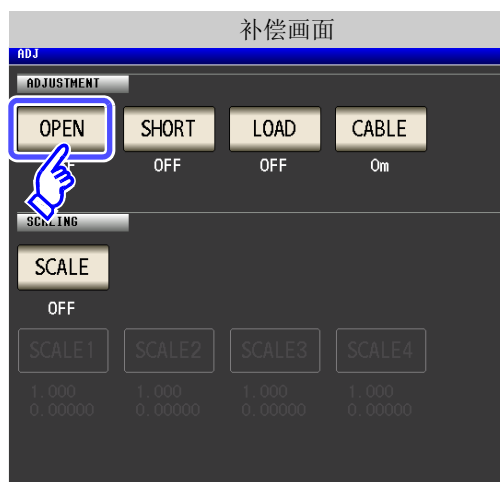 补偿画面
ADJ
ADJUSTMENT
OPEN SHORT LOAD CABLE
OFF OFF 0m
SCALE
OFF
SCALE1 SCALE2 SCALE3 SCALE4
1.000 1.000 1.000 1.000
0.00000 0.00000 0.00000 0.00000